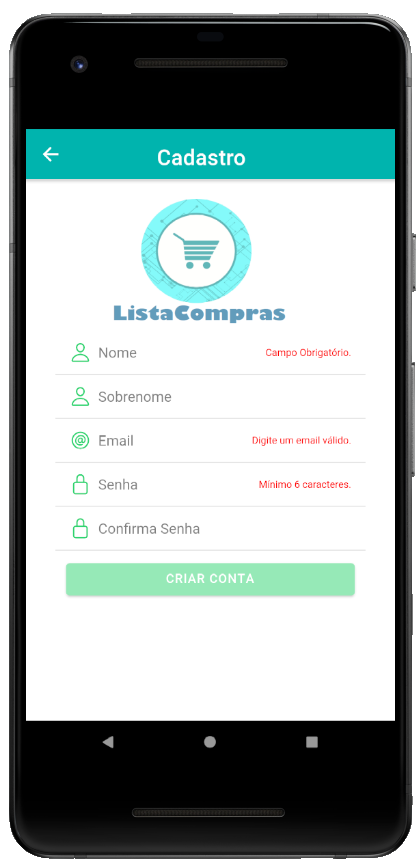 Cadastro
ListaCompras
Nome Campo Obrigatório.
Sobrenome
Email Digite um email válido.
Senha Mínimo 6 caracteres.
Confirma Senha
CRIAR CONTA